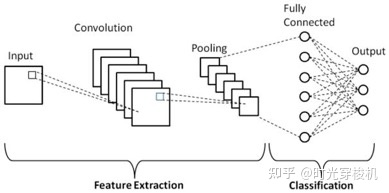 Fully
Connected
Convolution
Input
Pooling
Output
Feature Extraction
Classification
知乎 @时光穿梭机